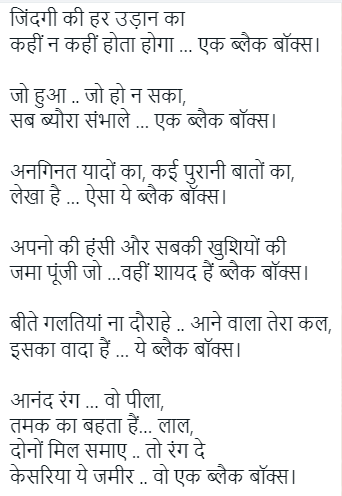 जिंदगी की हर उड़ान का
कहीं न कहीं होता होगा ... एक ब्लैक बॉक्स।
जो हुआ .. जो हो न सका,
सब ब्यौरा संभाले ... एक ब्लैक बॉक्स।
अनगिनत यादों का, कई पुरानी बातों का,
लेखा है ... ऐसा ये ब्लैक बॉक्स।
अपनो की हंसी और सबकी खुशियों की
जमा पूंजी जो ...वहीं शायद हैं ब्लैक बॉक्स।
बीते गलतियां ना दौराहे .. आने वाला तेरा कल,
इसका वादा हैं ... ये ब्लैक बॉक्स।
आनंद रंग ... वो पीला,
तमक का बहता हैं... लाल,
दोनों मिल समाए .. तो रंग दे
केसरिया ये जमीर .. वो एक ब्लैक बॉक्स।